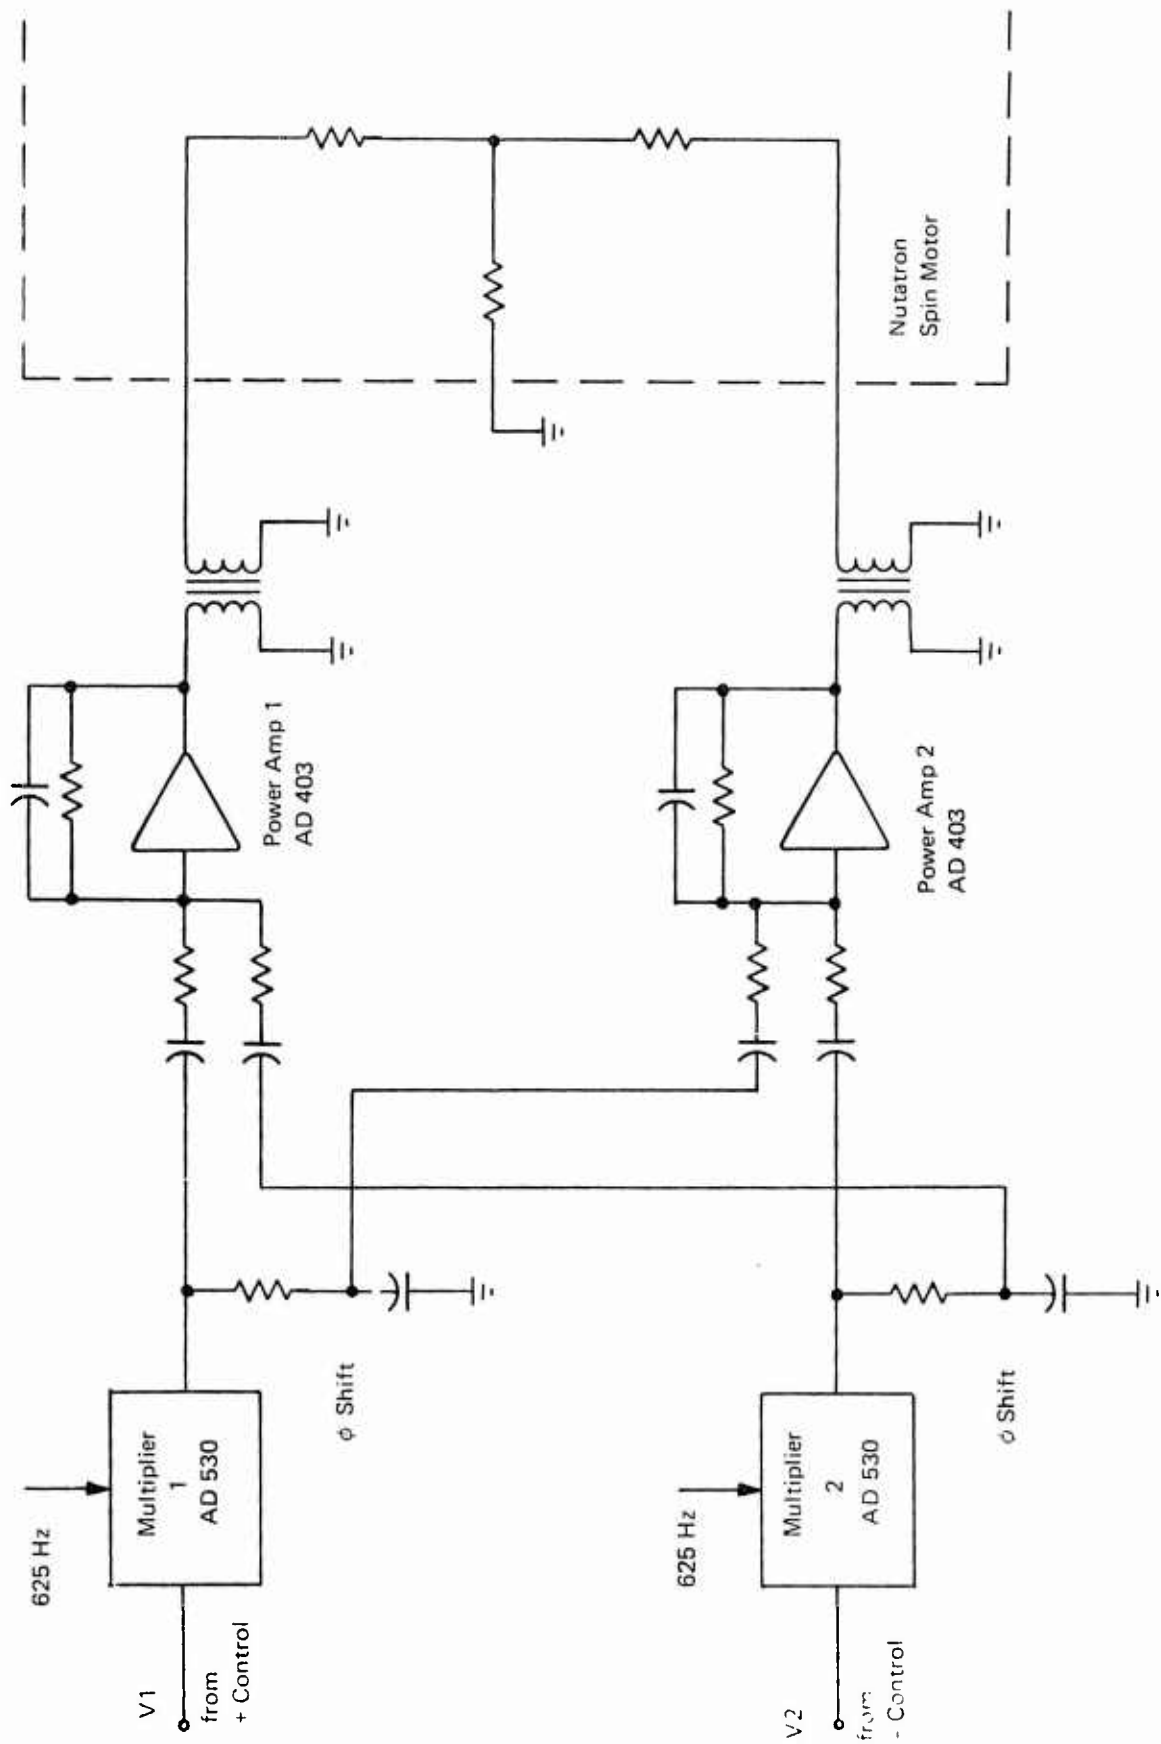 625 Hz
V1
from
+ Control
Multiplier
1
AD 530
φ Shift
Power Amp 1
AD 403
625 Hz
V2
from
- Control
Multiplier
2
AD 530
φ Shift
Power Amp 2
AD 403
Nutatron
Spin Motor